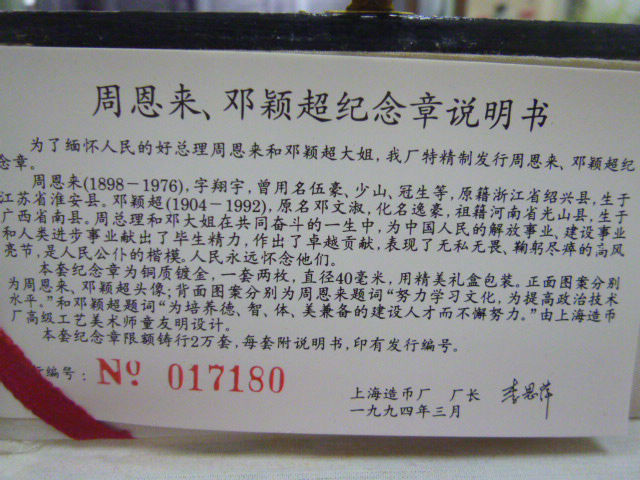 周恩来、邓颖超纪念章说明书
为了缅怀人民的好总理周恩来和邓颖超大姐，我厂特精制发行周恩来、邓颖超纪
念章。
周恩来(1898-1976)，字翔宇，曾用名伍豪、少山、冠生等，原籍浙江省绍兴县，生于
江苏省淮安县。邓颖超(1904-1992)，原名邓文淑，化名逸豪，祖籍河南省光山县，生于
广西省南县。周总理和邓大姐在共同奋斗的一生中，为中国人民的解放事业、建设事业
和人类进步事业献出了毕生精力，作出了卓越贡献，表现了无私无畏、鞠躬尽瘁的高风
亮节，是人民公仆的楷模。人民永远怀念他们。
本套纪念章为铜质镀金，一套两枚，直径40毫米，用精美礼盒包装。正面图案分别
为周恩来、邓颖超头像；背面图案分别为周恩来题词“努力学习文化，为提高政治技术
水平。”和邓颖超题词“为培养德、智、体、美兼备的建设人才而不懈努力。”由上海造币
厂高级工艺美术师童友明设计。
本套纪念章限额铸行2万套，每套附说明书，印有发行编号。
行编号： No 017180
上海造币厂 厂长
一九九四年三月